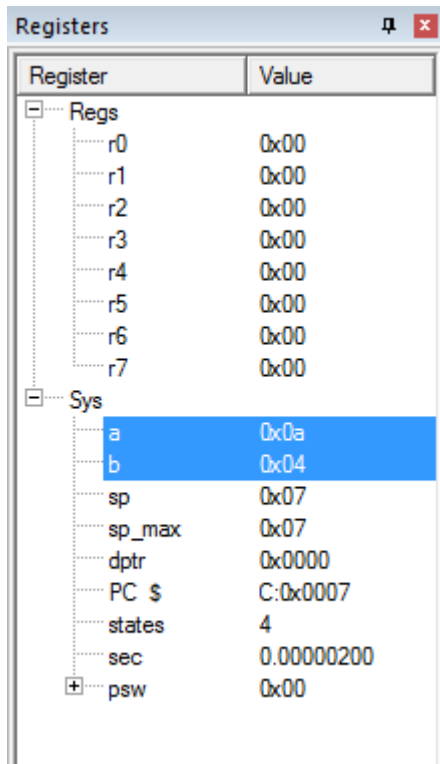 Registers
Register Value
Regs
r0 0x00
r1 0x00
r2 0x00
r3 0x00
r4 0x00
r5 0x00
r6 0x00
r7 0x00
Sys
a 0x0a
b 0x04
sp 0x07
sp_max 0x07
dptr 0x0000
PC $ C:0x0007
states 4
sec 0.00000200
psw 0x00